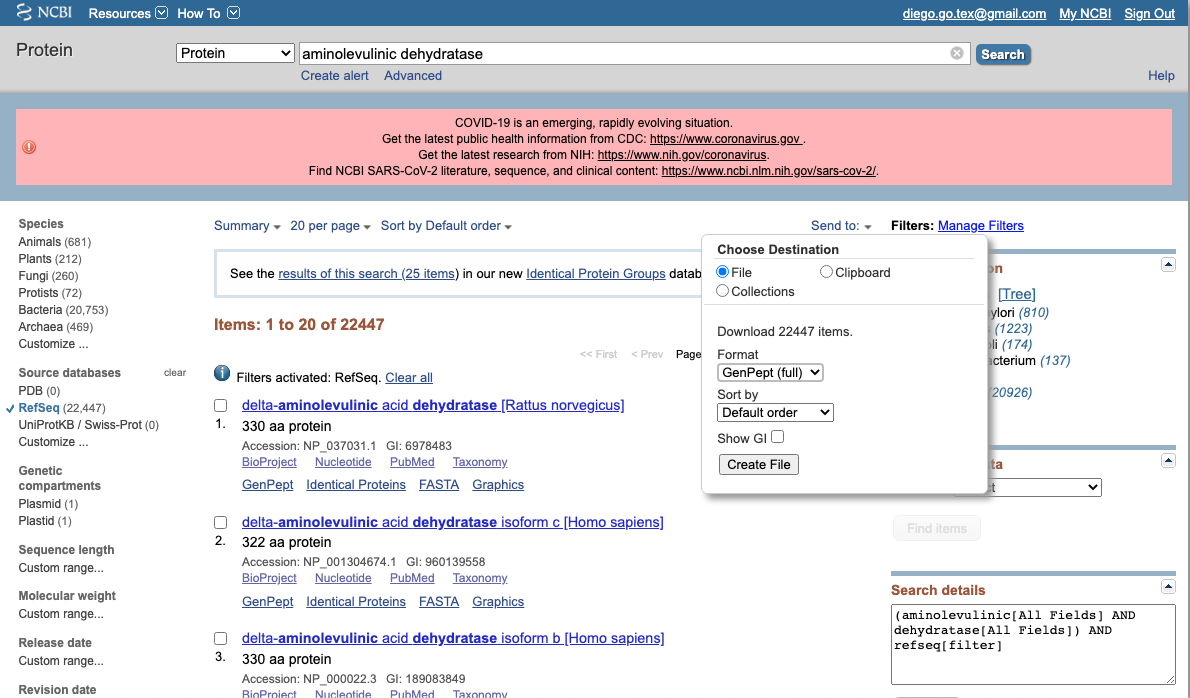 NCBI Resources How To diego.go.tex@gmail.com My NCBI Sign Out
Protein Protein aminolevulinic dehydratase Search
Create alert Advanced Help
COVID-19 is an emerging, rapidly evolving situation.
Get the latest public health information from CDC: https://www.coronavirus.gov .
Get the latest research from NIH: https://www.nih.gov/coronavirus.
Find NCBI SARS-CoV-2 literature, sequence, and clinical content: https://www.ncbi.nlm.nih.gov/sars-cov-2/.
Species
Animals (681)
Plants (212)
Fungi (260)
Protists (72)
Bacteria (20,753)
Archaea (469)
Customize ...
Source databases clear
PDB (0)
RefSeq (22,447)
UniProtKB / Swiss-Prot (0)
Customize ...
Genetic
compartments
Plasmid (1)
Plastid (1)
Sequence length
Custom range...
Molecular weight
Custom range...
Release date
Custom range...
Revision date
Summary 20 per page Sort by Default order Send to: Filters: Manage Filters
See the results of this search (25 items) in our new Identical Protein Groups datab
Items: 1 to 20 of 22447
<< First < Prev Page
Filters activated: RefSeq. Clear all
delta-aminolevulinic acid dehydratase [Rattus norvegicus]
1. 330 aa protein
Accession: NP_037031.1 GI: 6978483
BioProject Nucleotide PubMed Taxonomy
GenPept Identical Proteins FASTA Graphics
delta-aminolevulinic acid dehydratase isoform c [Homo sapiens]
2. 322 aa protein
Accession: NP_001304674.1 GI: 960139558
BioProject Nucleotide PubMed Taxonomy
GenPept Identical Proteins FASTA Graphics
delta-aminolevulinic acid dehydratase isoform b [Homo sapiens]
3. 330 aa protein
Accession: NP_000022.3 GI: 189083849
BioProject Nucleotide PubMed Taxonomy
Choose Destination
File Clipboard
Collections
Download 22447 items.
Format
GenPept (full)
Sort by
Default order
Show GI
Create File
on
[Tree]
ylori (810)
(1223)
li (174)
acterium (137)
20926)
ta
t
Find items
Search details
(aminolevulinic[All Fields] AND
dehydratase[All Fields]) AND
refseq[filter]